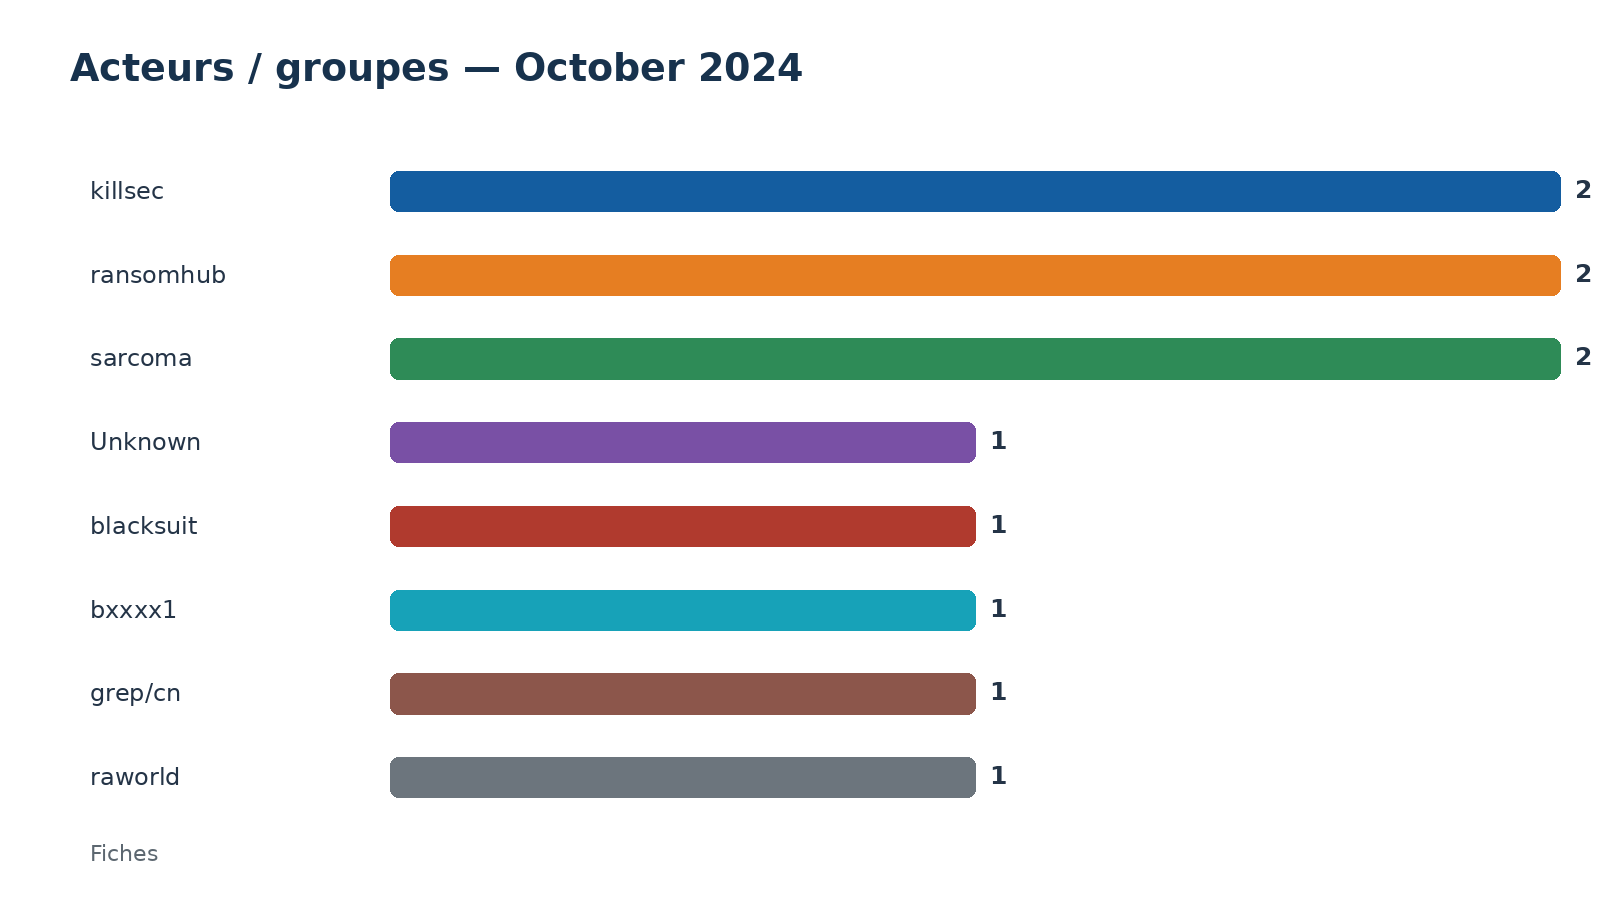 Acteurs / groupes — October 2024
killsec 2
ransomhub 2
sarcoma 2
Unknown 1
blacksuit 1
bxxxx1 1
grep/cn 1
raworld 1
Fiches